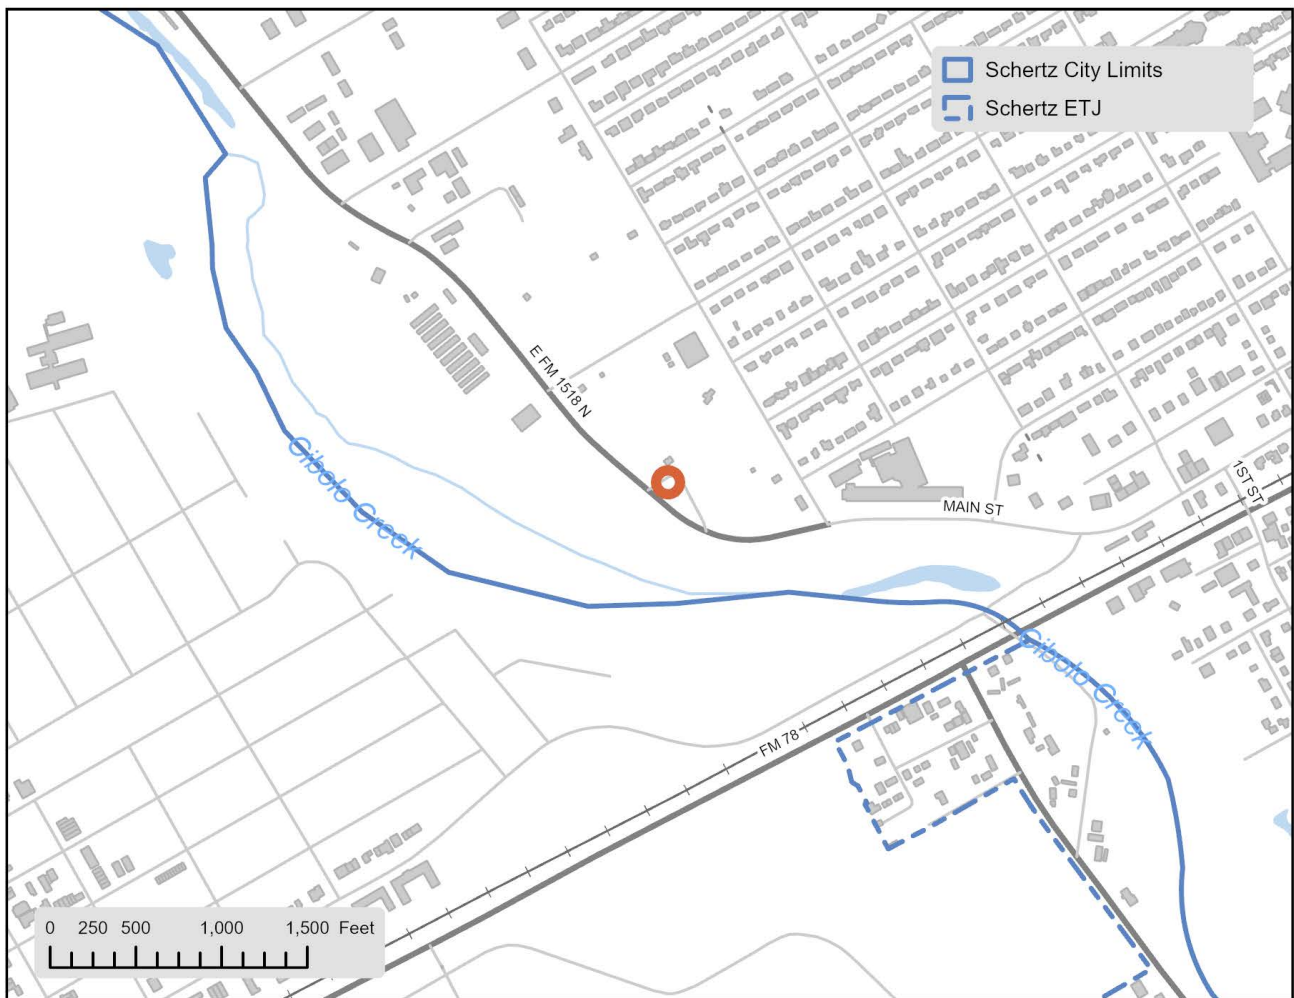 Schertz City Limits
Schertz ETJ
E FM 1518 N
Cibolo Creek
1ST ST
MAIN ST
Cibolo Creek
FM 78
0 250 500 1,000 1,500 Feet